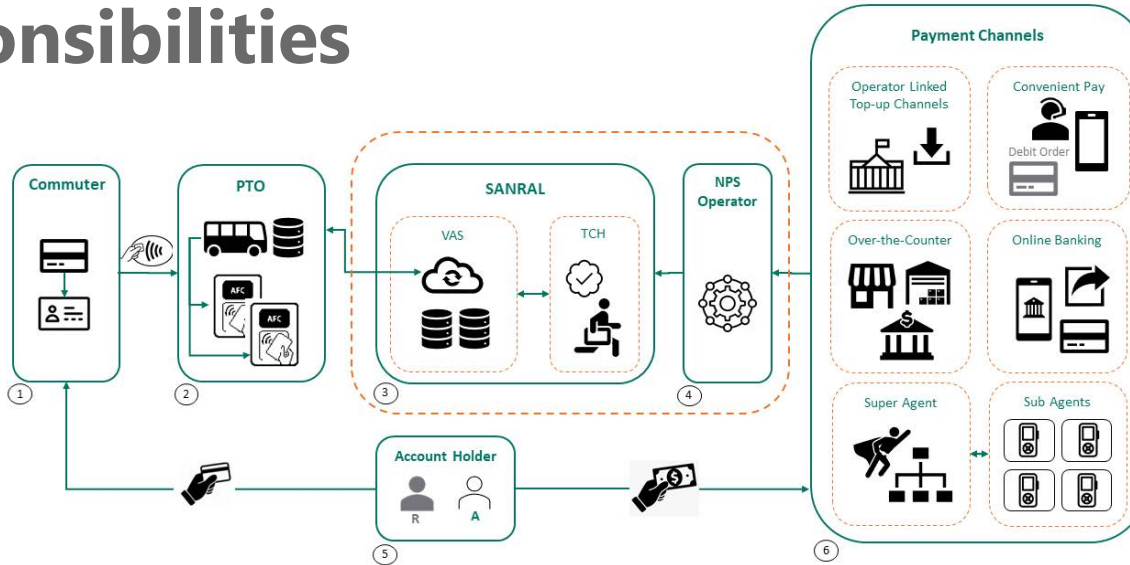 onsibilities
Payment Channels
Operator Linked
Top-up Channels
Convenient Pay
Debit Order
Commuter
PTO
SANRAL
NPS
Operator
VAS
TCH
AFC
AFC
Over-the-Counter
Online Banking
$
1
2
3
4
Super Agent
Sub Agents
Account Holder
R
A
$
5
6